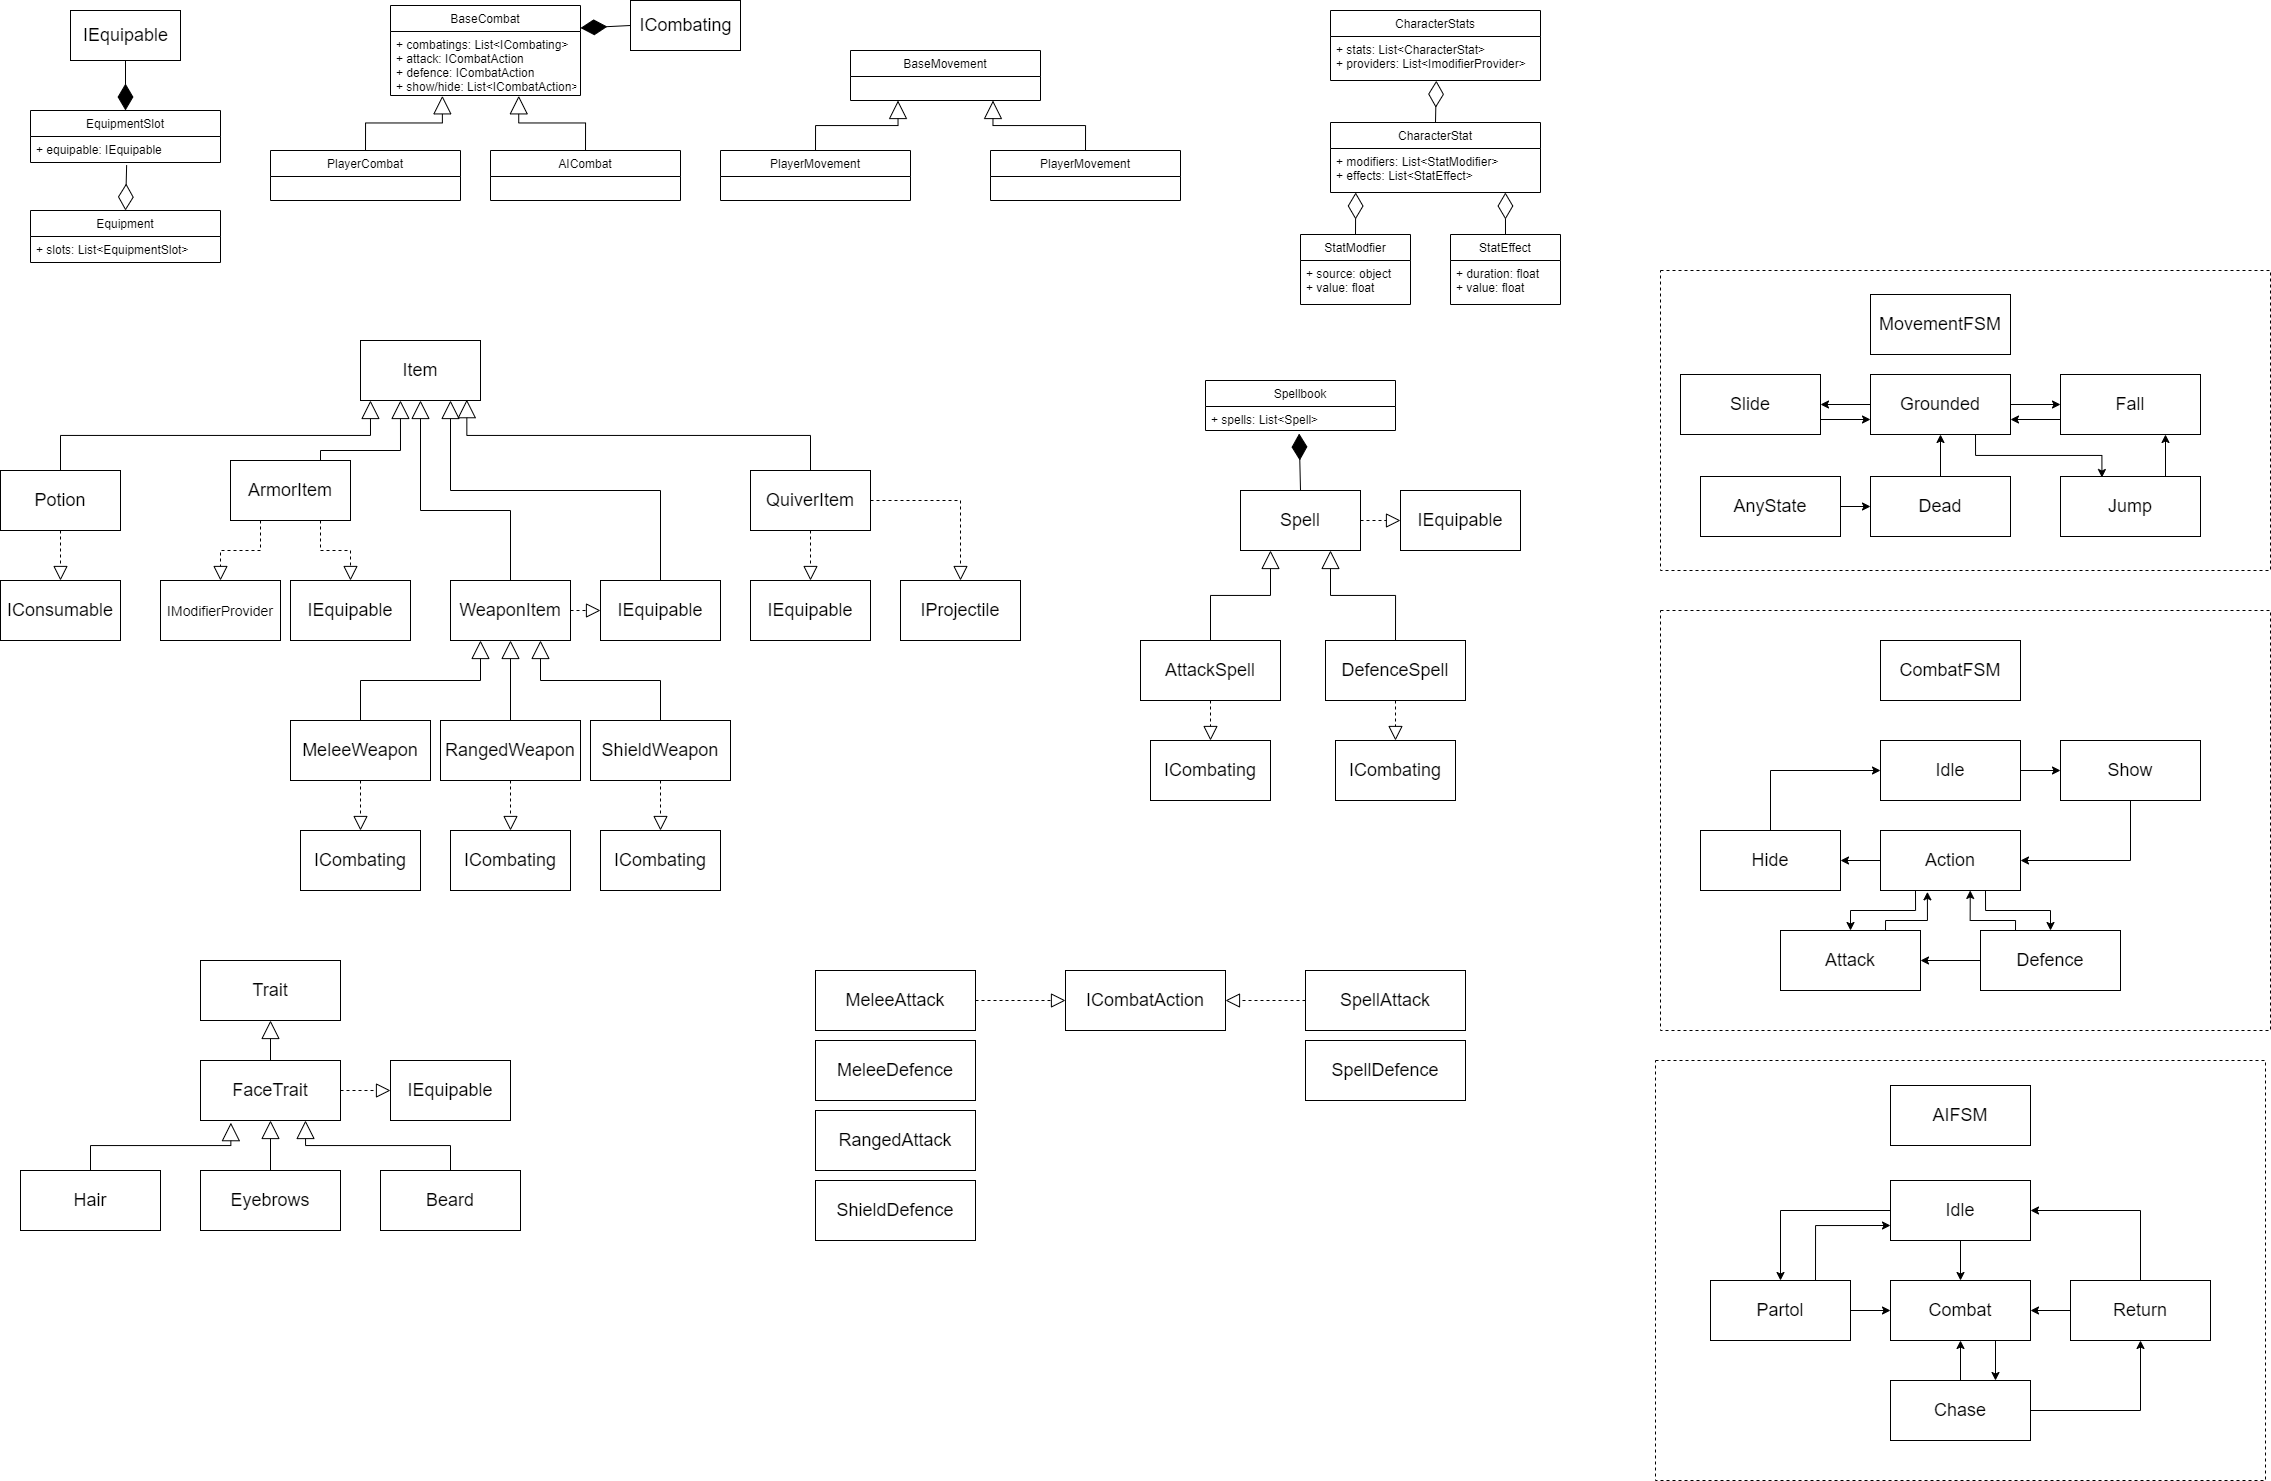 IEquipable
EquipmentSlot
+ equipable: IEquipable
Equipment
+ slots: List<EquipmentSlot>
BaseCombat
+ combatings: List<ICombating>
+ attack: ICombatAction
+ defence: ICombatAction
+ show/hide: List<ICombatAction>
ICombating
PlayerCombat
AICombat
BaseMovement
PlayerMovement
PlayerMovement
CharacterStats
+ stats: List<CharacterStat>
+ providers: List<ImodifierProvider>
CharacterStat
+ modifiers: List<StatModifier>
+ effects: List<StatEffect>
StatModfier
+ source: object
+ value: float
StatEffect
+ duration: float
+ value: float
Item
Potion
ArmorItem
QuiverItem
IConsumable
IModifierProvider
IEquipable
WeaponItem
IEquipable
IEquipable
IProjectile
MeleeWeapon
RangedWeapon
ShieldWeapon
ICombating
ICombating
ICombating
Spellbook
+ spells: List<Spell>
Spell
IEquipable
AttackSpell
DefenceSpell
ICombating
ICombating
Trait
FaceTrait
IEquipable
Hair
Eyebrows
Beard
MeleeAttack
ICombatAction
SpellAttack
MeleeDefence
SpellDefence
RangedAttack
ShieldDefence
MovementFSM
Slide
Grounded
Fall
AnyState
Dead
Jump
CombatFSM
Idle
Show
Hide
Action
Attack
Defence
AIFSM
Idle
Partol
Combat
Return
Chase